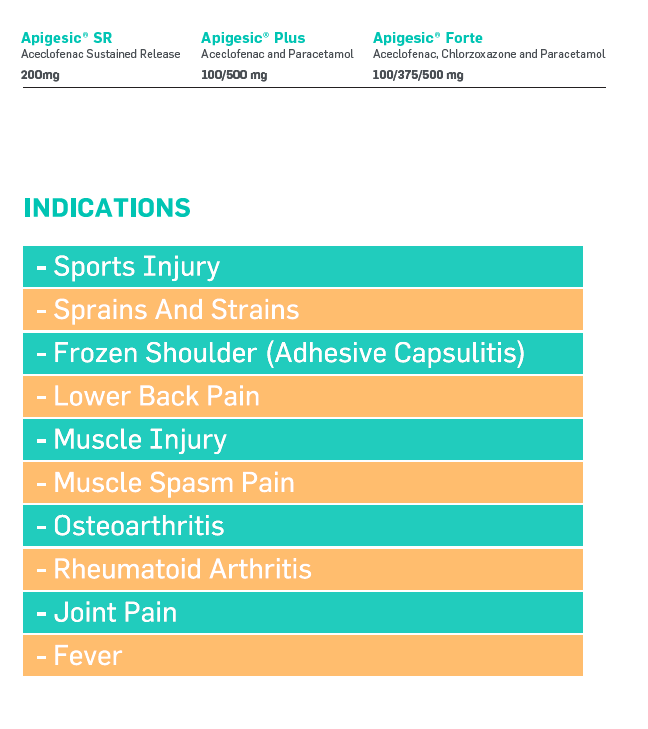 Apigesic® SR
Aceclofenac Sustained Release
200mg
Apigesic® Plus
Aceclofenac and Paracetamol
100/500 mg
Apigesic® Forte
Aceclofenac, Chlorzoxazone and Paracetamol
100/375/500 mg
INDICATIONS
- Sports Injury
- Sprains And Strains
- Frozen Shoulder (Adhesive Capsulitis)
- Lower Back Pain
- Muscle Injury
- Muscle Spasm Pain
- Osteoarthritis
- Rheumatoid Arthritis
- Joint Pain
- Fever